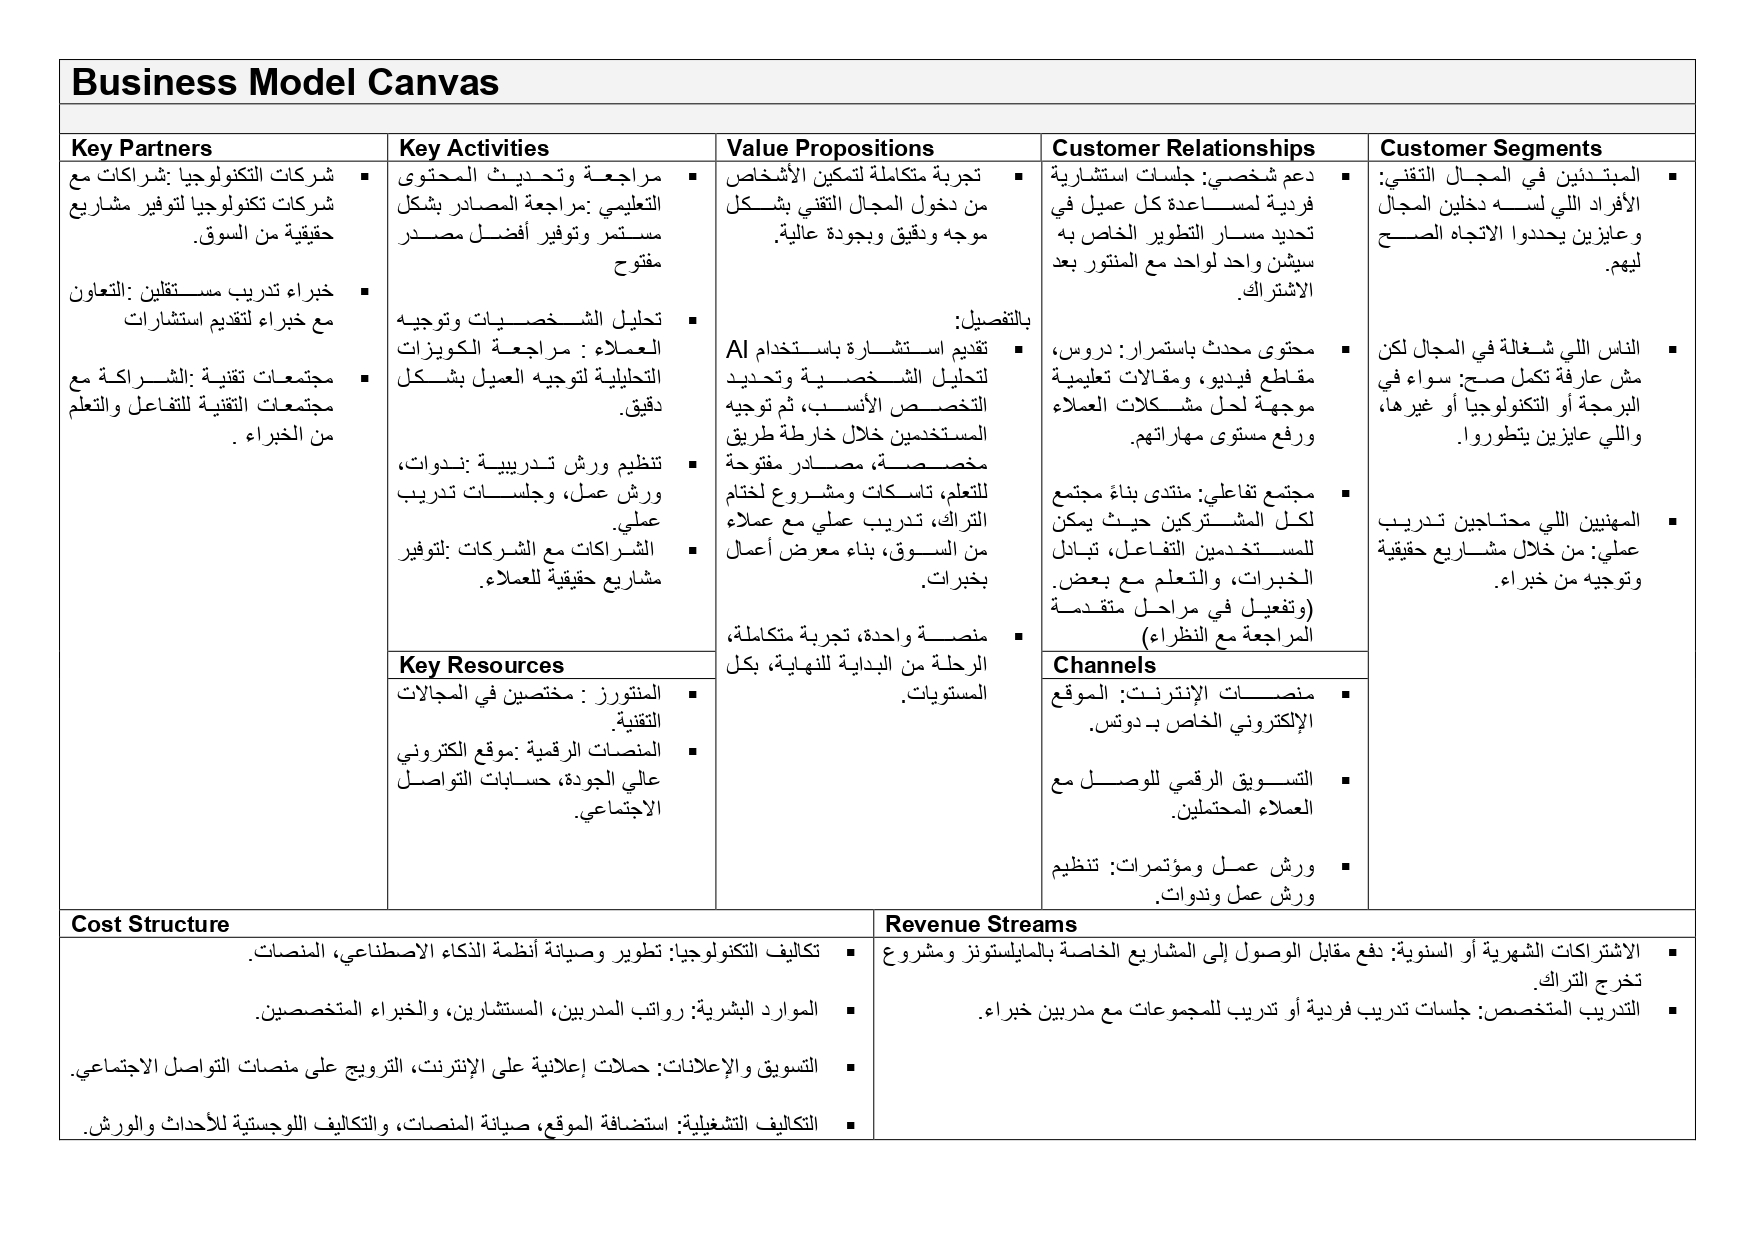 Business Model Canvas
Key Partners
شركات التكنولوجيا :شراكات مع
شركات تكنولوجيا لتوفير مشاريع
حقيقية من السوق.
خبراء تدريب مستقلين :التعاون
مع خبراء لتقديم استشارات
مجتمعات تقنية :الشراكة مع
مجتمعات التقنية للتفاعل والتعلم
من الخبراء .
Key Activities
مراجعة وتحديث المحتوى
التعليمي :مراجعة المصادر بشكل
مستمر وتوفير أفضل مصدر
مفتوح
تحليل الشخصيات وتوجيه
العملاء : مراجعة الكويزات
التحليلية لتوجيه العميل بشكل
دقيق.
تنظيم ورش تدريبية :ندوات،
ورش عمل، وجلسات تدريب
عملي.
الشراكات مع الشركات :لتوفير
مشاريع حقيقية للعملاء.
Key Resources
المنتورز : مختصين في المجالات
التقنية.
المنصات الرقمية :موقع الكتروني
عالي الجودة، حسابات التواصل
الاجتماعي.
Value Propositions
تجربة متكاملة لتمكين الأشخاص
من دخول المجال التقني بشكل
موجه ودقيق وبجودة عالية.
بالتفصيل:
تقديم استشارة باستخدام AI
لتحليل الشخصية وتحديد
التخصص الأنسب، ثم توجيه
المستخدمين خلال خارطة طريق
مخصصة، مصادر مفتوحة
للتعلم، تاسكات ومشروع لختام
التراك، تدريب عملي مع عملاء
من السوق، بناء معرض أعمال
بخبرات.
منصة واحدة، تجربة متكاملة،
الرحلة من البداية للنهاية، بكل
المستويات.
Customer Relationships
دعم شخصي: جلسات استشارية
فردية لمساعدة كل عميل في
تحديد مسار التطوير الخاص به
سيشن واحد لواحد مع المنتور بعد
الاشتراك.
محتوى محدث باستمرار: دروس،
مقاطع فيديو، ومقالات تعليمية
موجهة لحل مشكلات العملاء
ورفع مستوى مهاراتهم.
مجتمع تفاعلي: منتدى بناءً مجتمع
لكل المشتركين حيث يمكن
للمستخدمين التفاعل، تبادل
الخبرات، والتعلم مع بعض.
(وتفعيل في مراحل متقدمة
المراجعة مع النظراء)
Channels
منصات الإنترنت: الموقع
الإلكتروني الخاص بـ دوتس.
التسويق الرقمي للوصل مع
العملاء المحتملين.
ورش عمل ومؤتمرات: تنظيم
ورش عمل وندوات.
Customer Segments
المبتدئين في المجال التقني:
الأفراد اللي لسه دخلين المجال
وعايزين يحددوا الاتجاه الصح
ليهم.
الناس اللي شغالة في المجال لكن
مش عارفة تكمل صح: سواء في
البرمجة أو التكنولوجيا أو غيرها،
واللي عايزين يتطوروا.
المهنيين اللي محتاجين تدريب
عملي: من خلال مشاريع حقيقية
وتوجيه من خبراء.
Cost Structure
تكاليف التكنولوجيا: تطوير وصيانة أنظمة الذكاء الاصطناعي، المنصات.
الموارد البشرية: رواتب المدربين، المستشارين، والخبراء المتخصصين.
التسويق والإعلانات: حملات إعلانية على الإنترنت، الترويج على منصات التواصل الاجتماعي.
التكاليف التشغيلية: استضافة الموقع، صيانة المنصات، والتكاليف اللوجستية للأحداث والورش.
Revenue Streams
الاشتراكات الشهرية أو السنوية: دفع مقابل الوصول إلى المشاريع الخاصة بالمايلستونز ومشروع
تخرج التراك.
التدريب المتخصص: جلسات تدريب فردية أو تدريب للمجموعات مع مدربين خبراء.